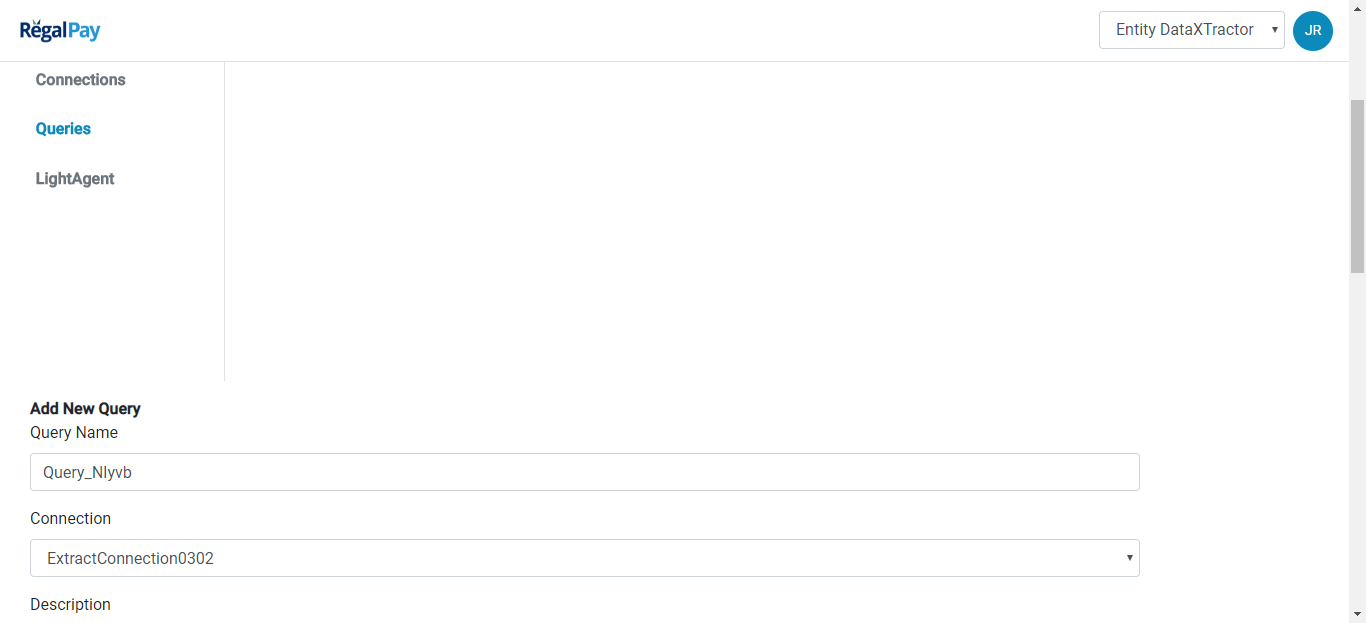 RegalPay
Entity DataXTractor
JR
Connections
Queries
LightAgent
Add New Query
Query Name
Query_Nlyvb
Connection
ExtractConnection0302
Description